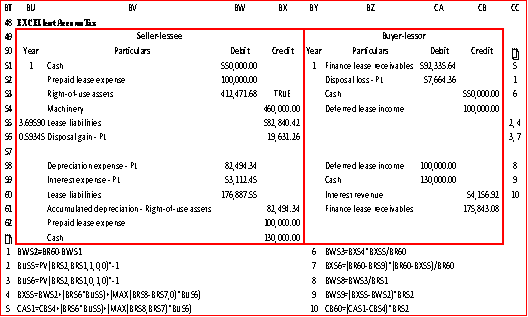 BT BU BV BW BX BY BZ CA CB CC
48 EXCEl last Accoun Tax
49 Seller-lessee Buyer-lessor
50 Year Particulars Debit Credit Year Particulars Debit Credit
51 1 Cash 550,000.00 1 Finance lease receivables 592,335.64 5
52 Prepaid lease expense 100,000.00 Disposal loss - PL 57,664.36 1
53 Right-of-use assets 412,471.68 TRUE Cash 550,000.00 6
54 Machinery 460,000.00 Deferred lease income 100,000.00
55 3.69590 Lease liabilities 582,840.42 2, 4
56 0.59345 Disposal gain - PL 19,631.26 3, 7
57
58 Depreciation expense - PL 82,494.34 Deferred lease income 100,000.00 8
59 Interest expense - PL 53,112.45 Cash 130,000.00 9
60 Lease liabilities 176,887.55 Interest revenue 54,156.92 10
61 Accumulated depreciation - Right-of-use assets 82,494.34 Finance lease receivables 175,843.08
62 Prepaid lease expense 100,000.00
Cash 130,000.00
1 BW52=BR60-BW51 6 BW53=BX54*BX55/BR60
2 BU55=PV(BR52,BR51,1,0,0)*-1 7 BX56=(BR60-BR59)*(BR60-BX55)/BR60
3 BU56=PV(BR52,BR51,0,1,0)*-1 8 BW58=BW53/BR51
4 BX55=BW52+(BR56*BU55)+(MAX(BR58-BR57,0)*BU56) 9 BW59=(BX55-BW52)*BR52
5 CA51=CB54+(BR56*BU55)+(MAX(BR58,BR57)*BU56) 10 CB60=(CA51-CB54)*BR52